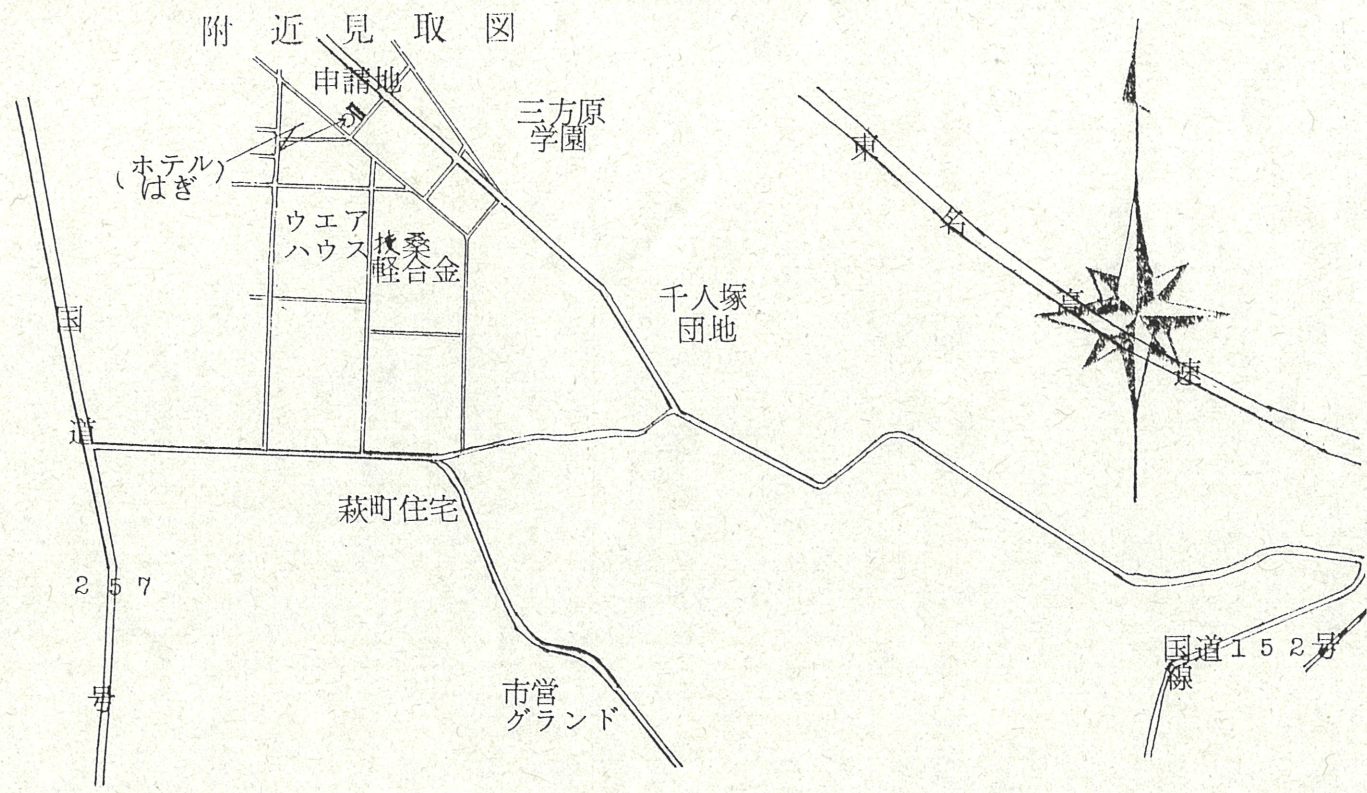 附近見取図
申請地
三方原
学園
(ホテル)
はぎ
ウエア
ハウス
扶桑
軽合金
千人塚
団地
東名高速
国道257号
萩町住宅
市営
グランド
国道152号
線